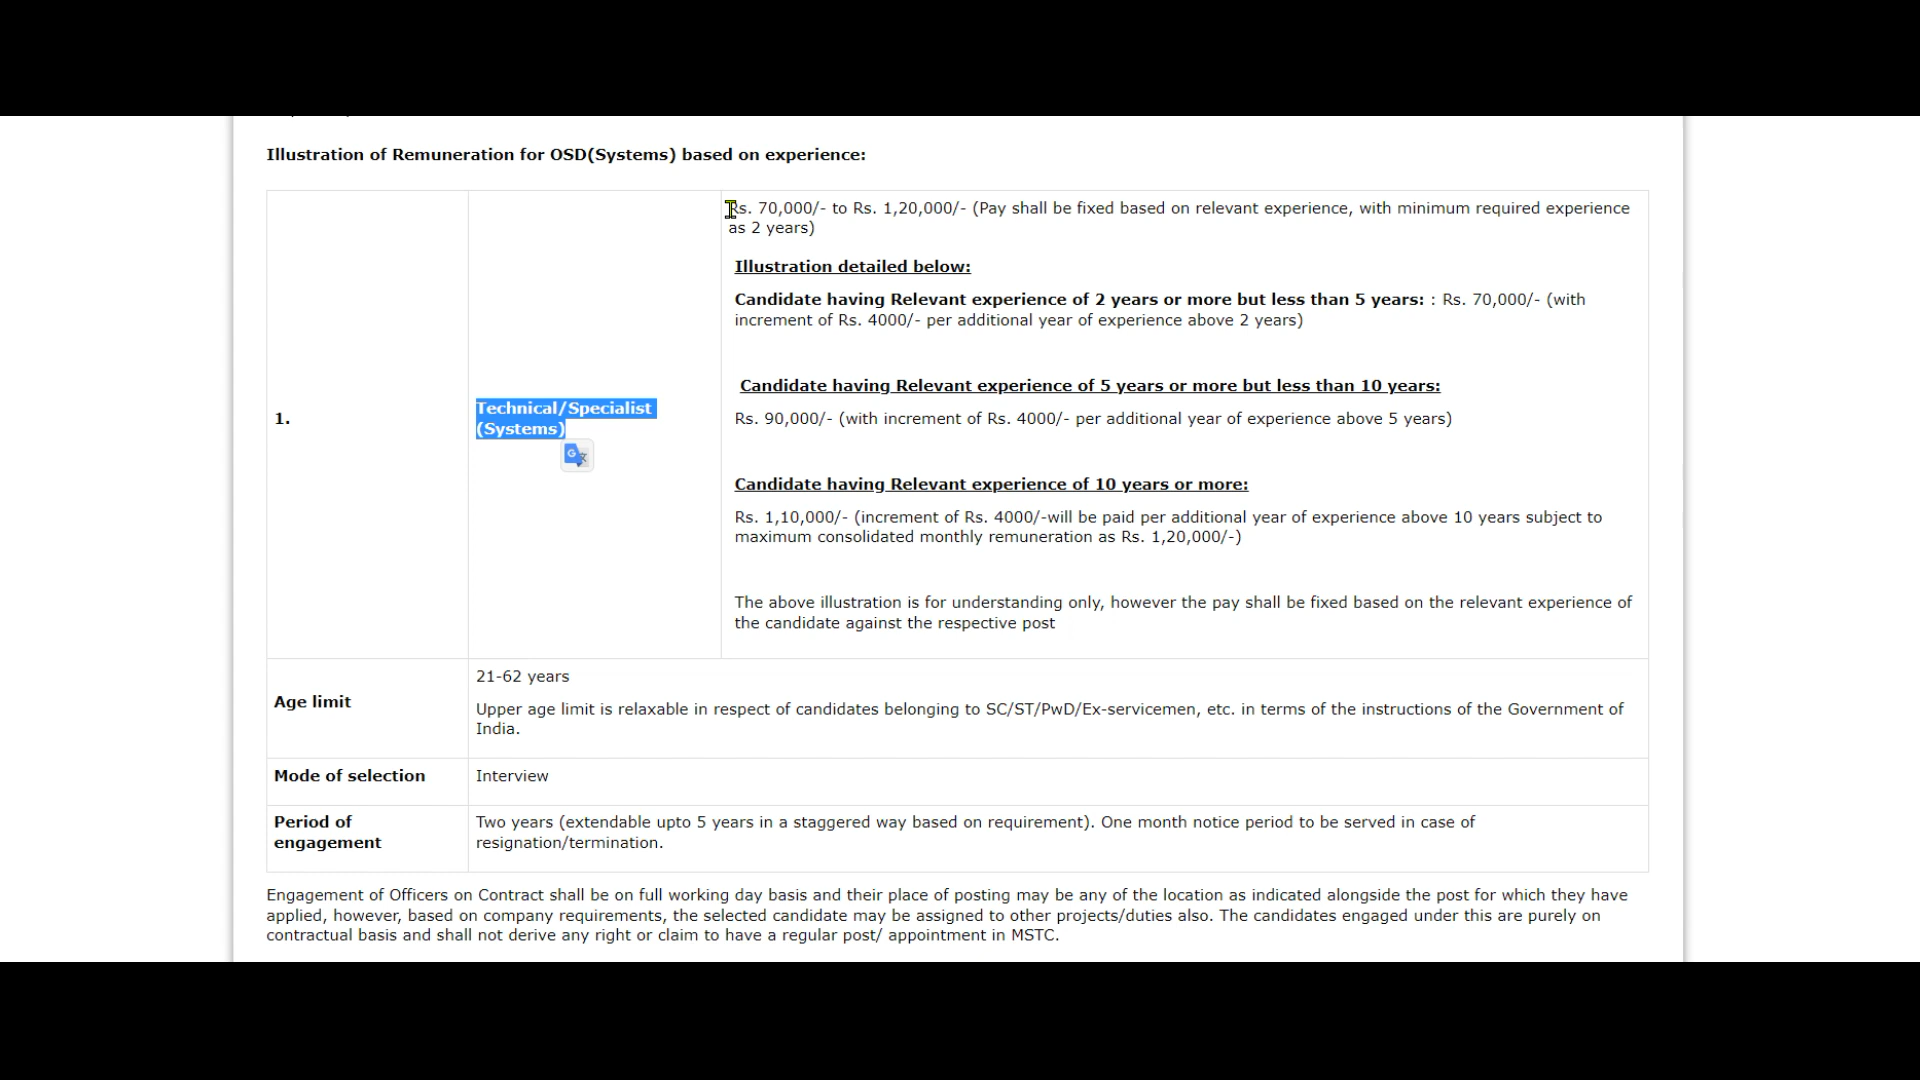 Illustration of Remuneration for OSD(Systems) based on experience:
1.
Technical/Specialist
(Systems)
Rs. 70,000/- to Rs. 1,20,000/- (Pay shall be fixed based on relevant experience, with minimum required experience
as 2 years)
Illustration detailed below:
Candidate having Relevant experience of 2 years or more but less than 5 years: : Rs. 70,000/- (with
increment of Rs. 4000/- per additional year of experience above 2 years)
Candidate having Relevant experience of 5 years or more but less than 10 years:
Rs. 90,000/- (with increment of Rs. 4000/- per additional year of experience above 5 years)
Candidate having Relevant experience of 10 years or more:
Rs. 1,10,000/- (increment of Rs. 4000/-will be paid per additional year of experience above 10 years subject to
maximum consolidated monthly remuneration as Rs. 1,20,000/-)
The above illustration is for understanding only, however the pay shall be fixed based on the relevant experience of
the candidate against the respective post
Age limit
21-62 years
Upper age limit is relaxable in respect of candidates belonging to SC/ST/PwD/Ex-servicemen, etc. in terms of the instructions of the Government of
India.
Mode of selection
Interview
Period of
engagement
Two years (extendable upto 5 years in a staggered way based on requirement). One month notice period to be served in case of
resignation/termination.
Engagement of Officers on Contract shall be on full working day basis and their place of posting may be any of the location as indicated alongside the post for which they have
applied, however, based on company requirements, the selected candidate may be assigned to other projects/duties also. The candidates engaged under this are purely on
contractual basis and shall not derive any right or claim to have a regular post/ appointment in MSTC.